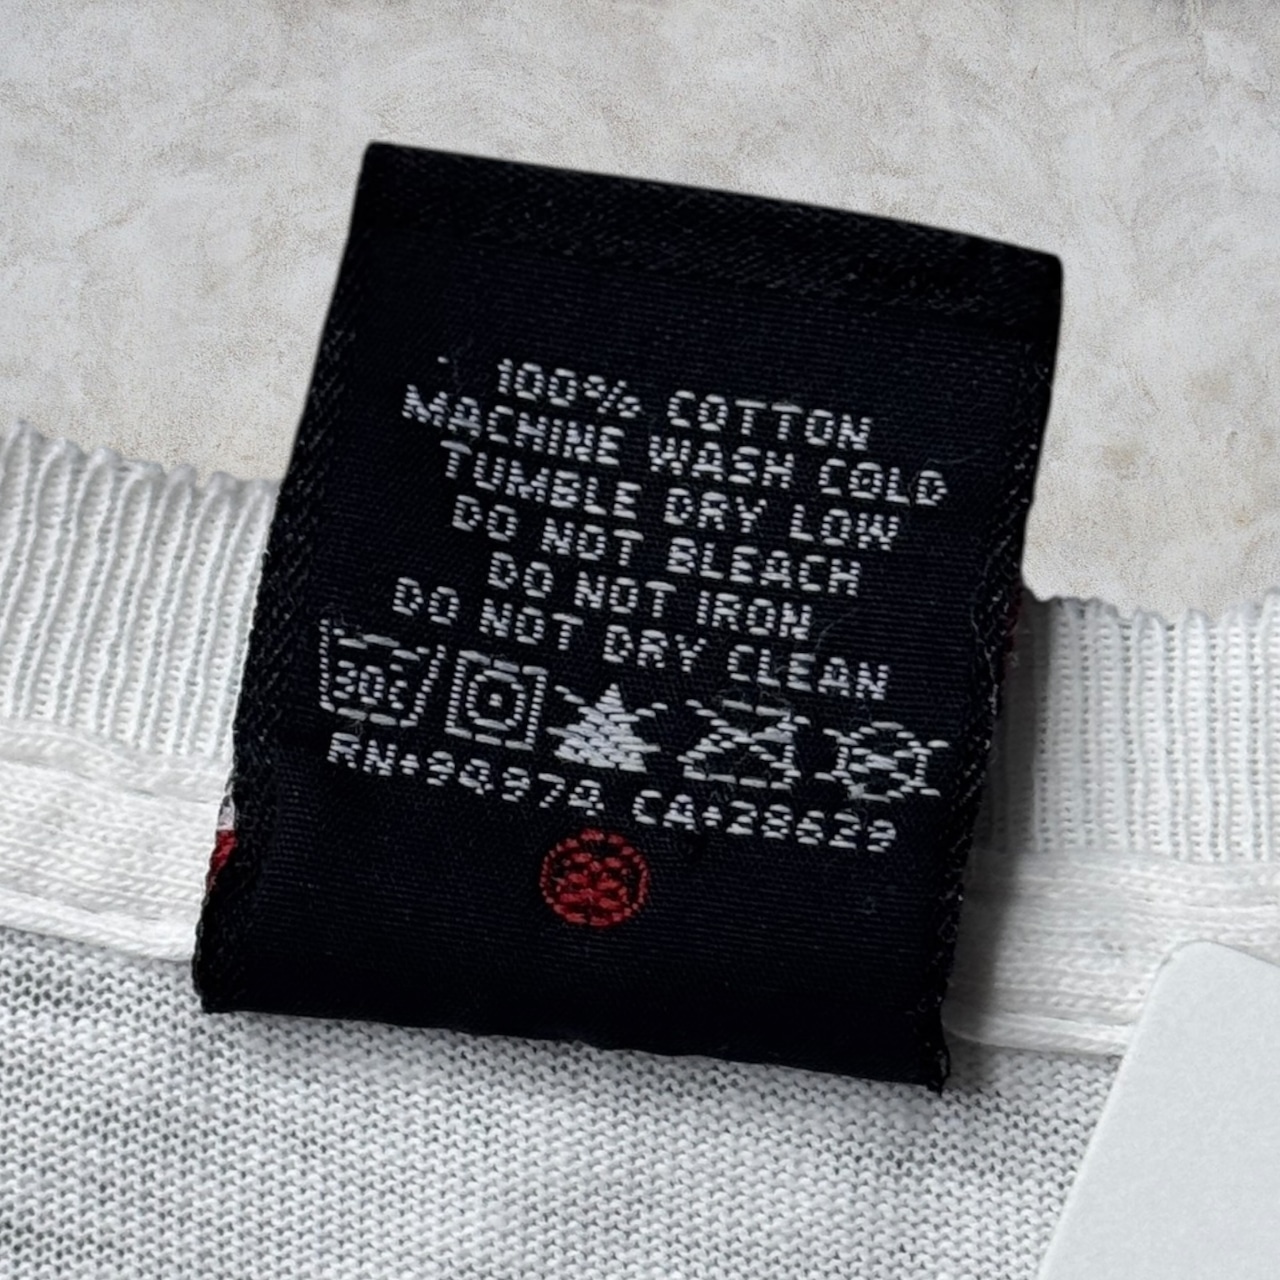 100% COTTON
MACHINE WASH COLD
TUMBLE DRY LOW
DO NOT BLEACH
DO NOT IRON
DO NOT DRY CLEAN
30c
RN•94974 CA•28629